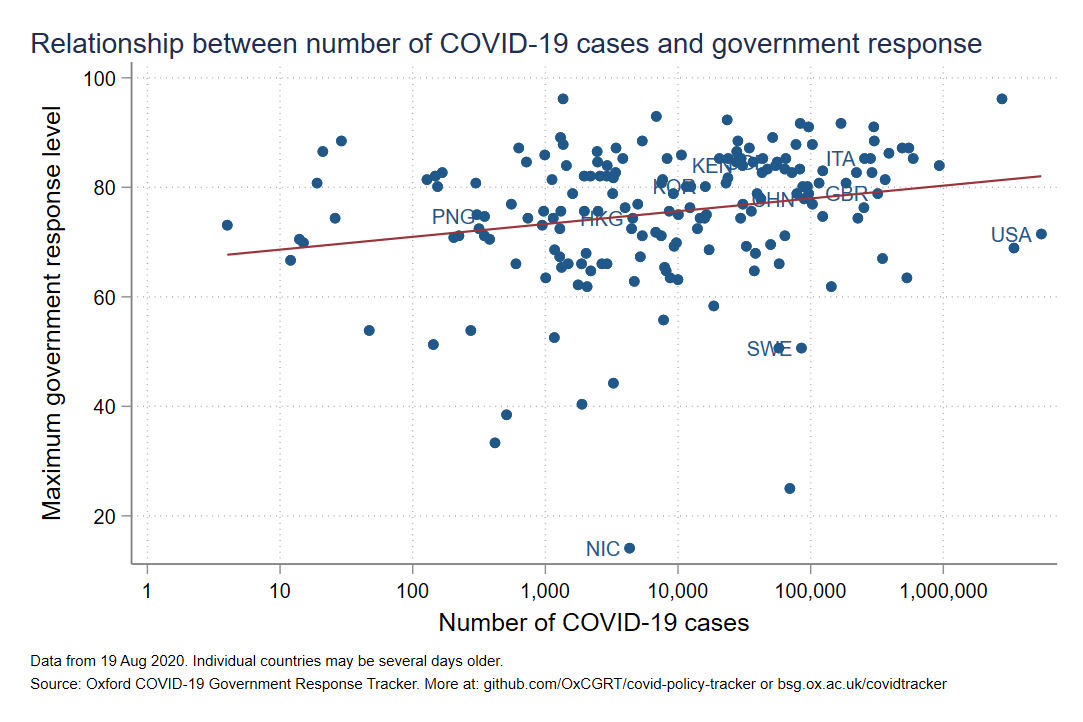 Relationship between number of COVID-19 cases and government response
Maximum government response level
100
80
60
40
20
ITA
KEN
KOR
GBR
CHN
PNG
HKG
USA
SWE
NIC
1 10 100 1,000 10,000 100,000 1,000,000
Number of COVID-19 cases
Data from 19 Aug 2020. Individual countries may be several days older.
Source: Oxford COVID-19 Government Response Tracker. More at: github.com/OxCGRT/covid-policy-tracker or bsg.ox.ac.uk/covidtracker